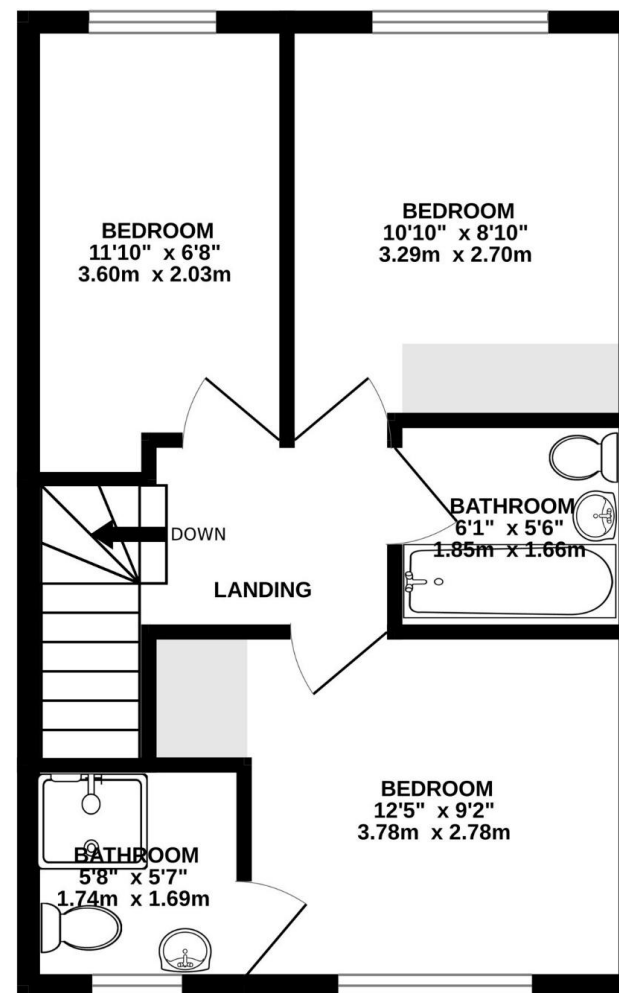 BEDROOM
11'10" x 6'8"
3.60m x 2.03m
BEDROOM
10'10" x 8'10"
3.29m x 2.70m
BATHROOM
6'1" x 5'6"
1.85m x 1.66m
DOWN
LANDING
BEDROOM
12'5" x 9'2"
3.78m x 2.78m
BATHROOM
5'8" x 5'7"
1.74m x 1.69m